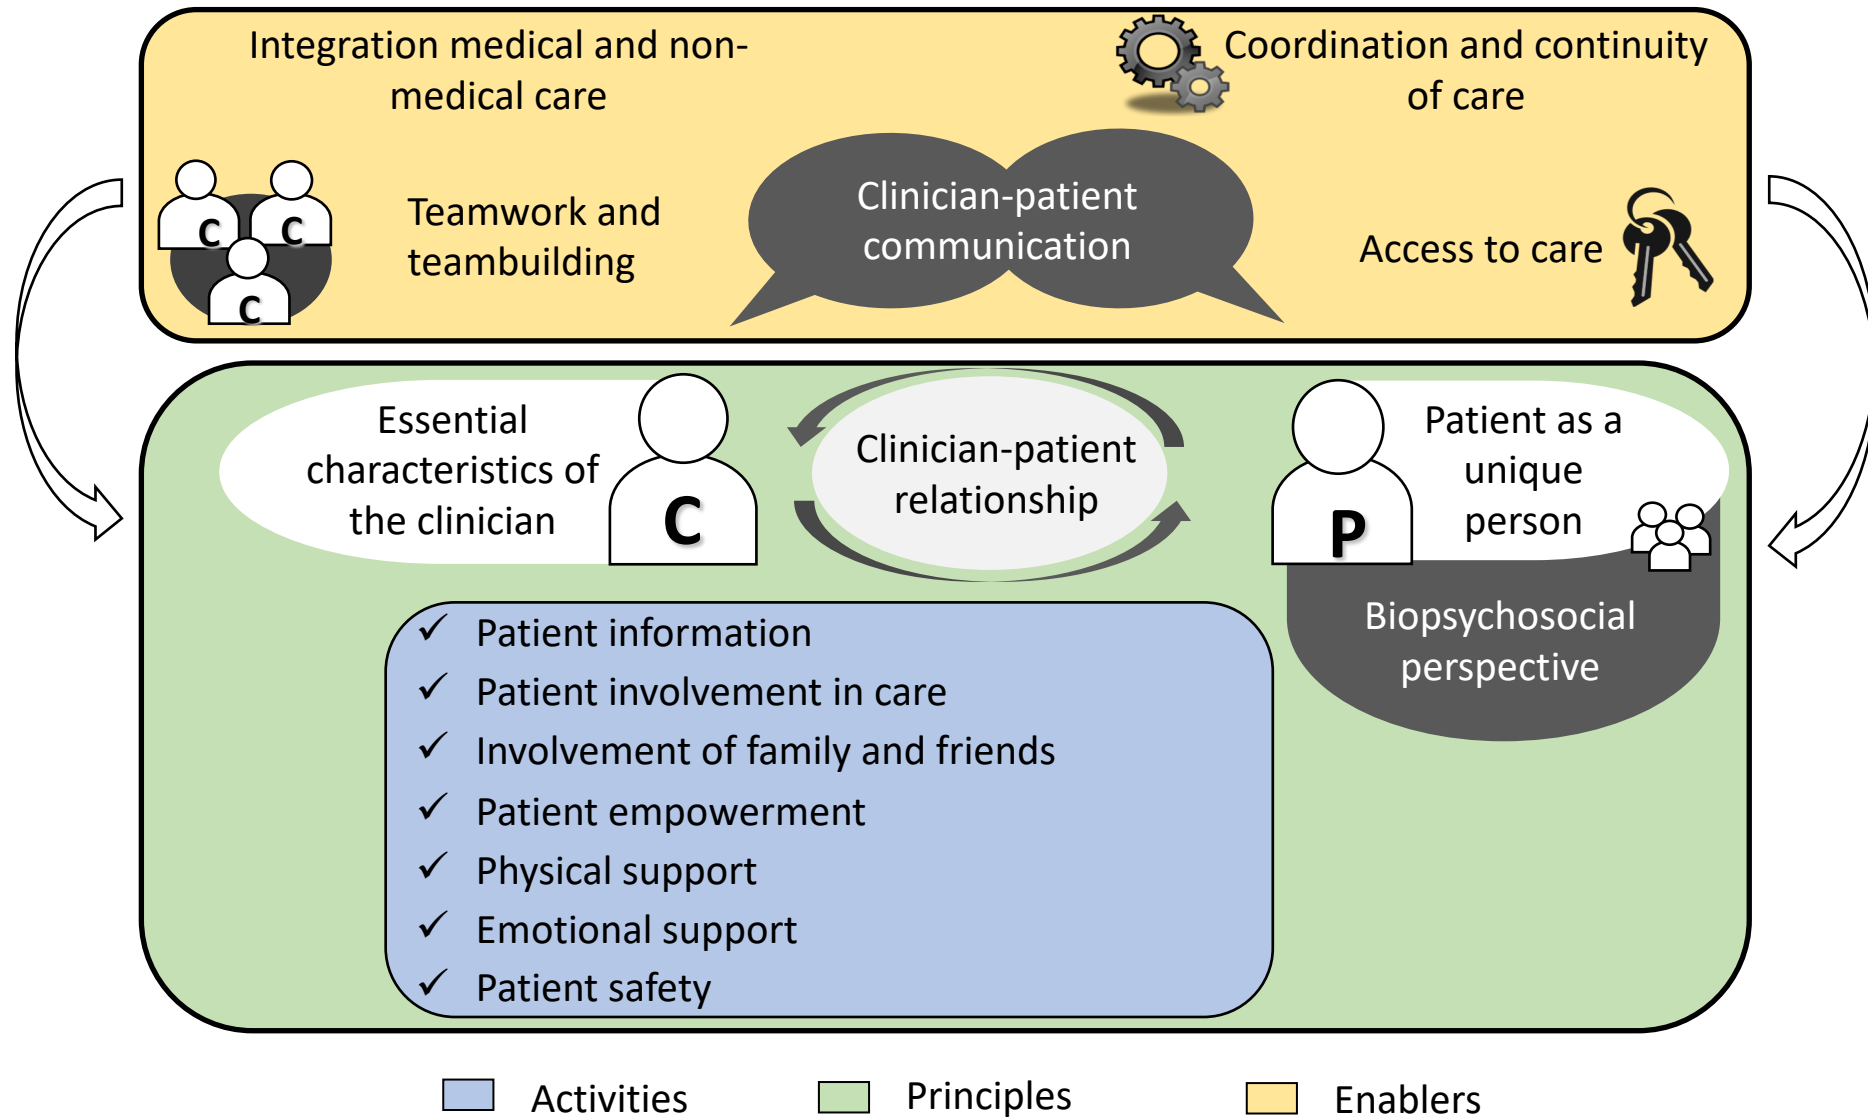 Integration medical and non-
medical care
Coordination and continuity
of care
C
C
C
Teamwork and
teambuilding
Clinician-patient
communication
Access to care
Essential
characteristics of
the clinician
C
Clinician-patient
relationship
P
Patient as a
unique
person
Biopsychosocial
perspective
✓ Patient information
✓ Patient involvement in care
✓ Involvement of family and friends
✓ Patient empowerment
✓ Physical support
✓ Emotional support
✓ Patient safety
Activities
Principles
Enablers